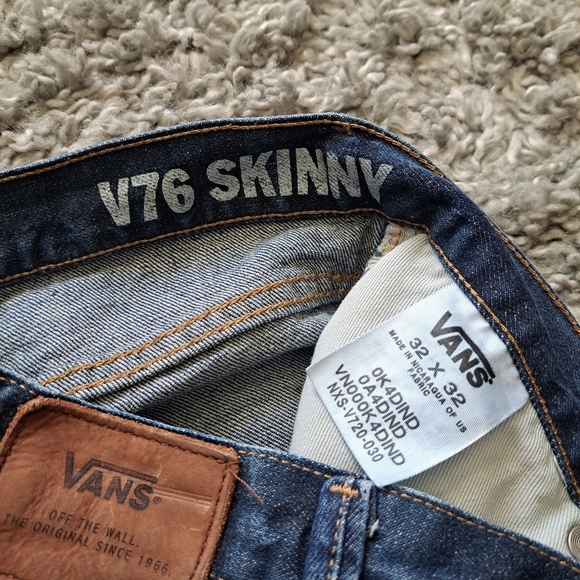 V76 SKINNY
VANS
32 X 32
MADE IN NICARAGUA OF US
FABRIC
0K4DIND
0A4DIND
VN000K4DIND
NXS-V720-030
VANS
OFF THE WALL.
THE ORIGINAL SINCE 1966.